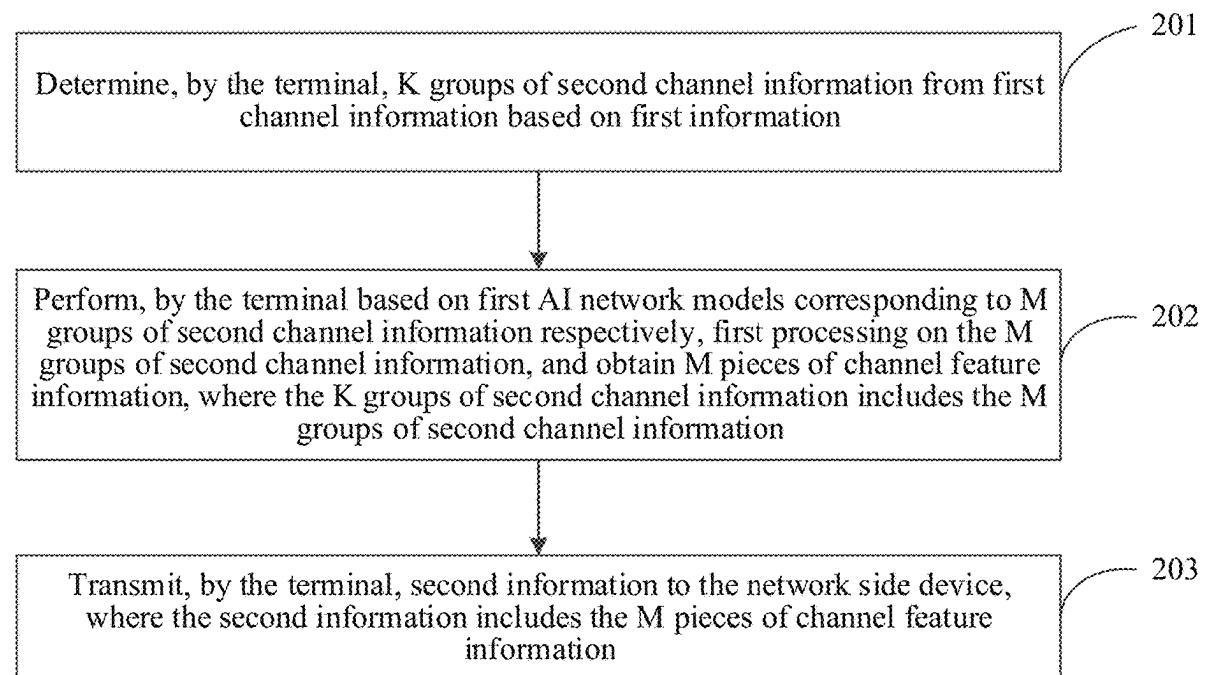 201
Determine, by the terminal, K groups of second channel information from first
channel information based on first information
Perform, by the terminal based on first AI network models corresponding to M
groups of second channel information respectively, first processing on the M
groups of second channel information, and obtain M pieces of channel feature
information, where the K groups of second channel information includes the M
groups of second channel information
202
Transmit, by the terminal, second information to the network side device,
where the second information includes the M pieces of channel feature
information
203